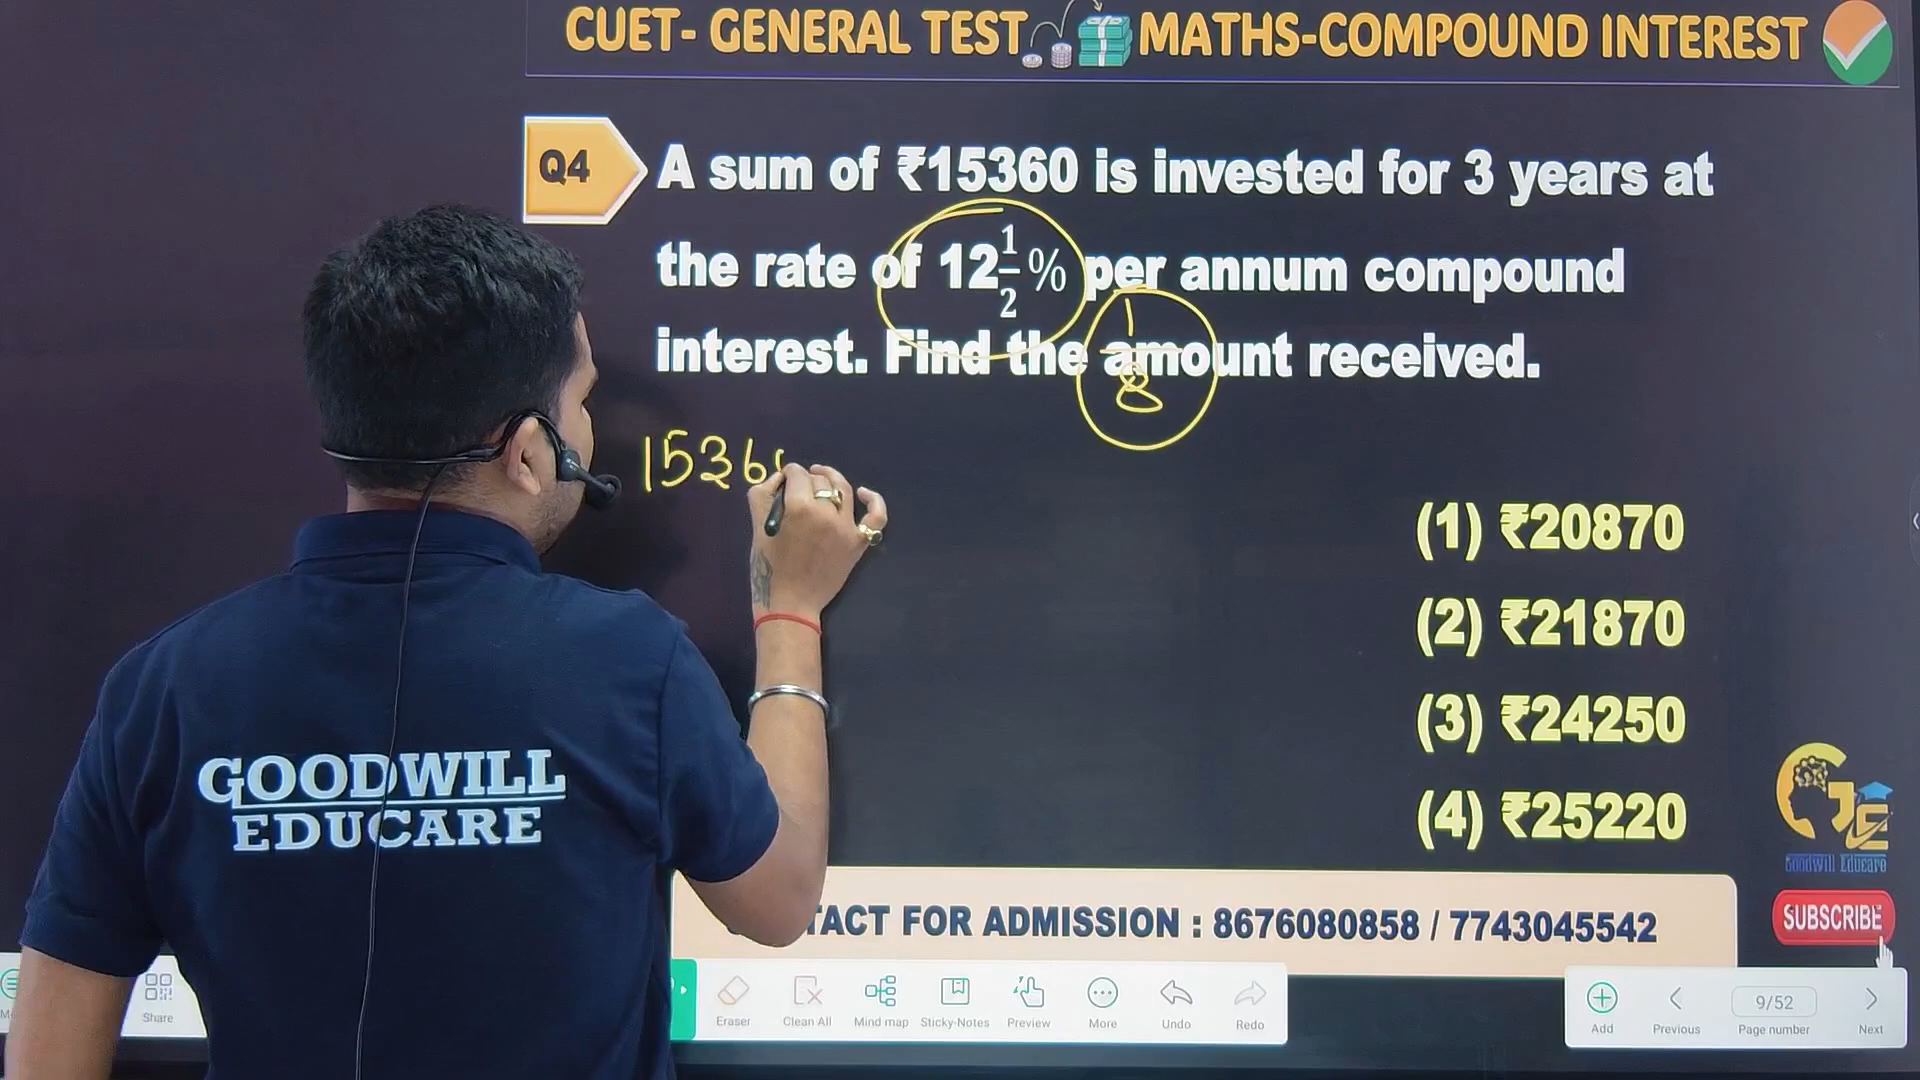 CUET- GENERAL TEST MATHS-COMPOUND INTEREST
Q4
A sum of ₹15360 is invested for 3 years at
the rate of 12 1/2 % per annum compound
interest. Find the amount received.
1/8
1536
(1) ₹20870
(2) ₹21870
(3) ₹24250
(4) ₹25220
GOODWILL
EDUCARE
Goodwill Educare
SUBSCRIBE
FOR ADMISSION : 8676080858 / 7743045542
Share
Eraser
Clean All
Mind map
Sticky-Notes
Preview
More
Undo
Redo
Add
Previous
9/52
Page number
Next